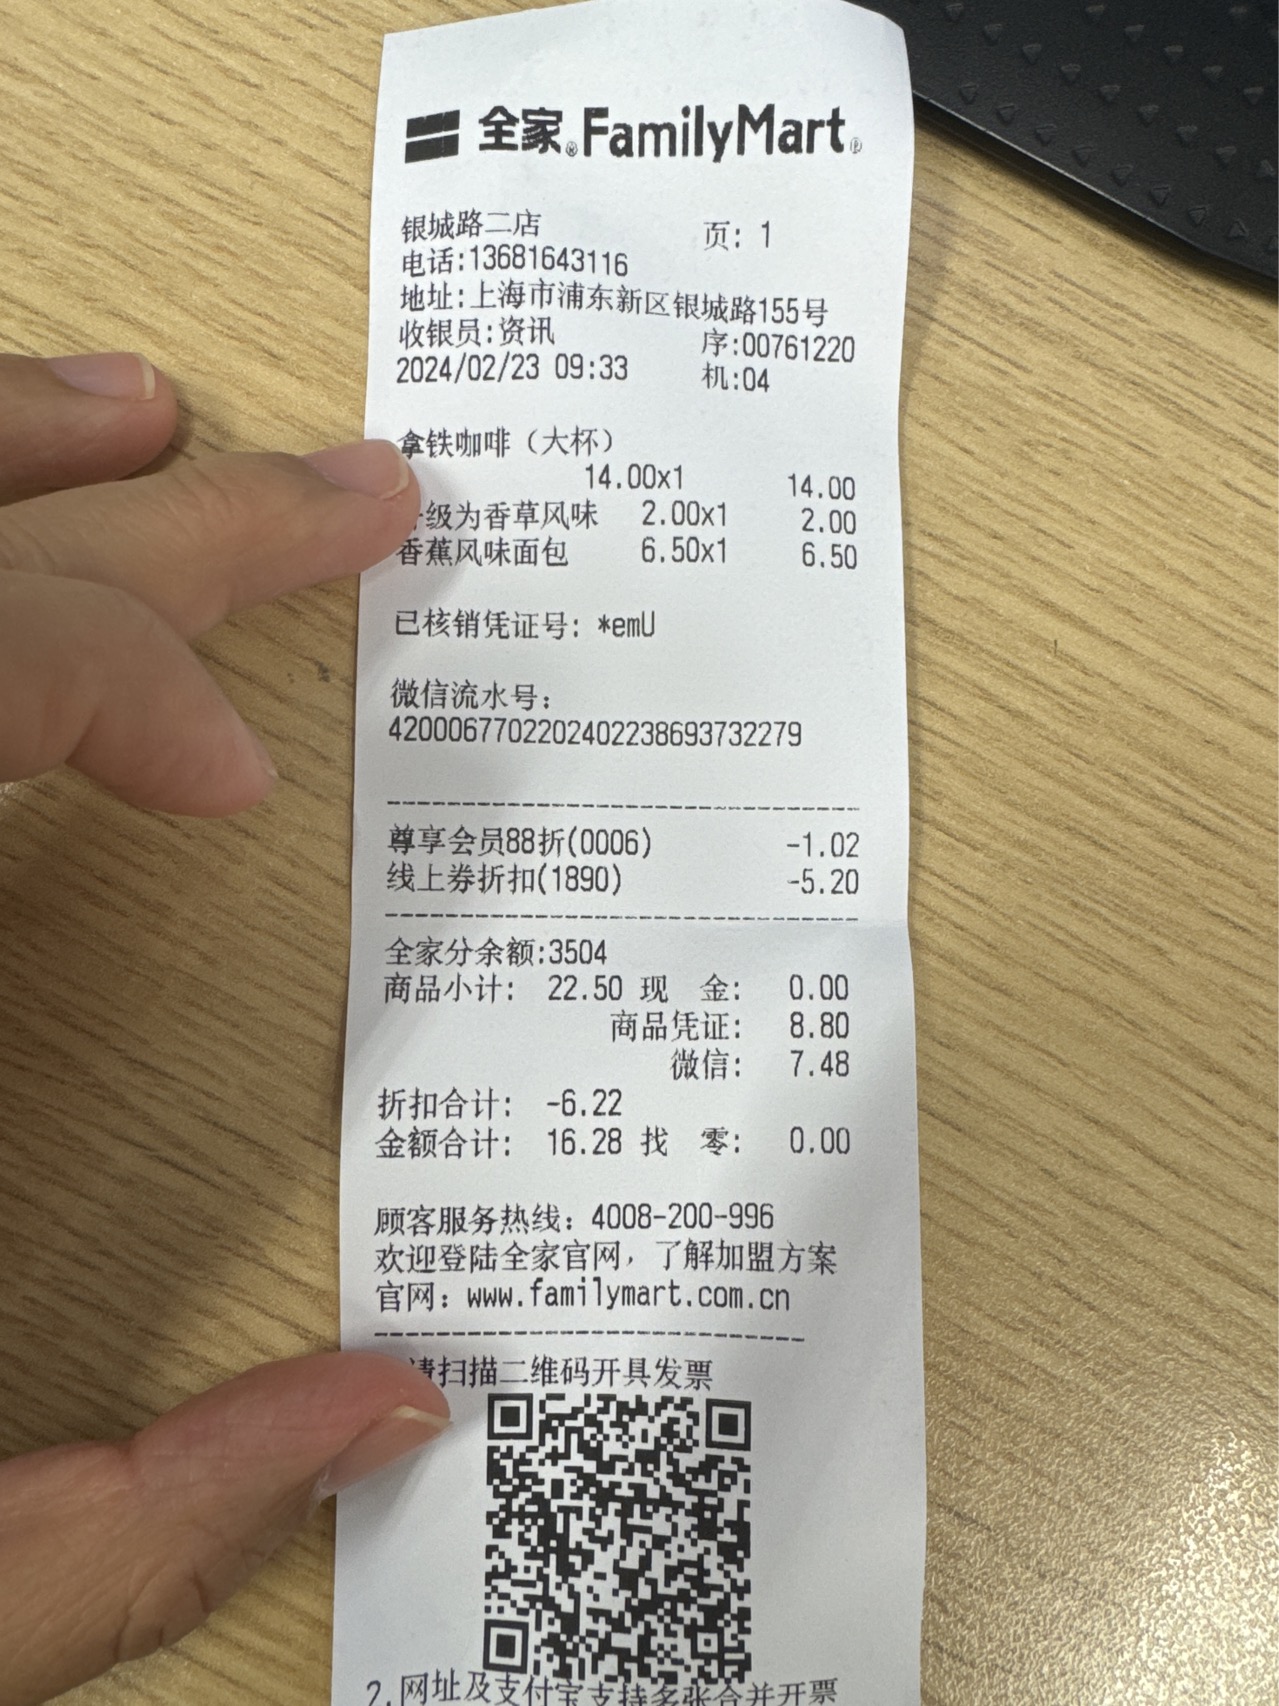 全家®FamilyMart®
银城路二店 页: 1
电话:13681643116
地址:上海市浦东新区银城路155号
收银员:资讯 序:00761220
2024/02/23 09:33 机:04
拿铁咖啡（大杯）
14.00x1 14.00
级为香草风味 2.00x1 2.00
香蕉风味面包 6.50x1 6.50
已核销凭证号: *emU
微信流水号:
4200067702202402238693732279
尊享会员88折(0006) -1.02
线上券折扣(1890) -5.20
全家分余额:3504
商品小计: 22.50 现 金: 0.00
商品凭证: 8.80
微信: 7.48
折扣合计: -6.22
金额合计: 16.28 找 零: 0.00
顾客服务热线: 4008-200-996
欢迎登陆全家官网，了解加盟方案
官网: www.familymart.com.cn
请扫描二维码开具发票
2.网址及支付宝支持多张合并开票